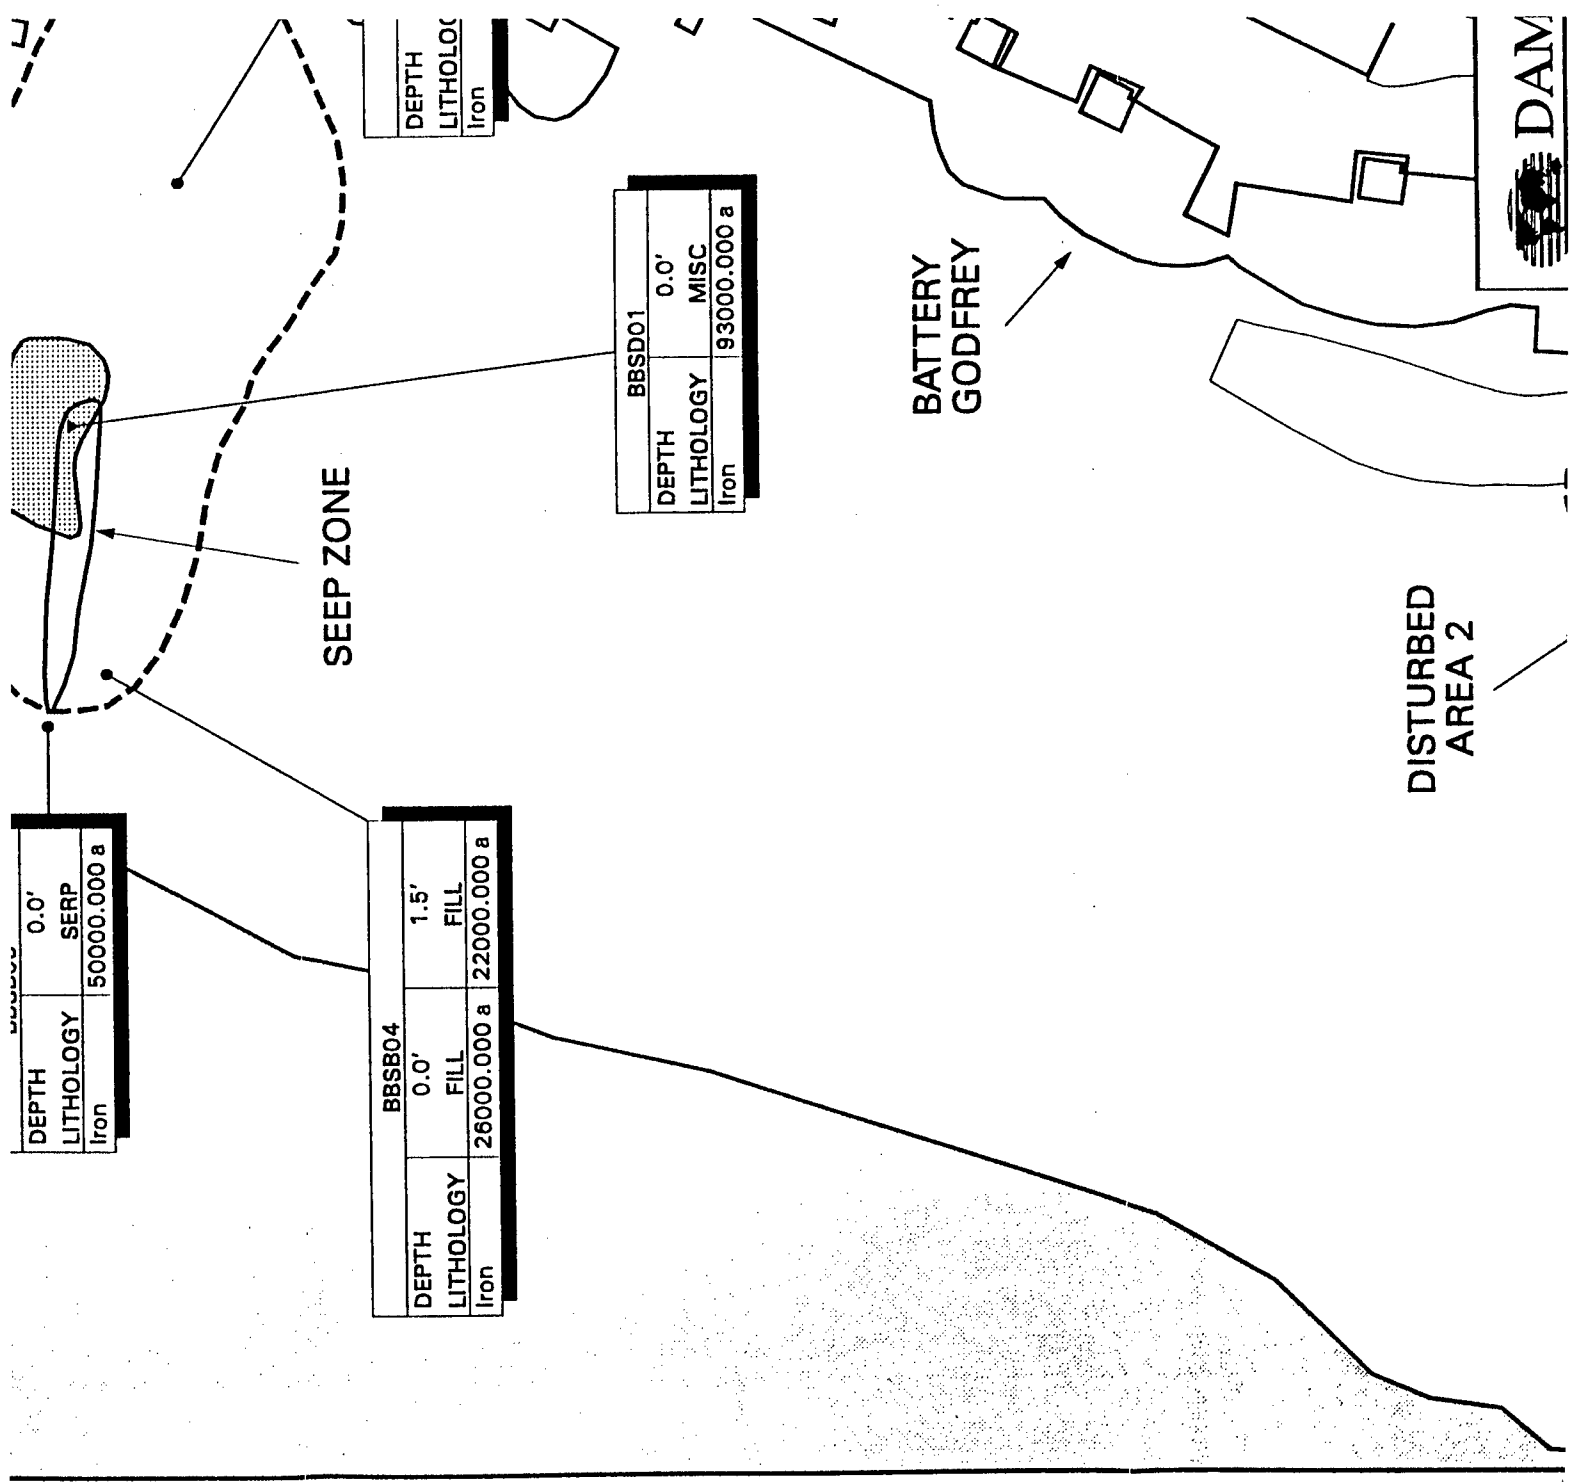 DEPTH
LITHOLOG
Iron
BBSD01
DEPTH 0.0'
LITHOLOGY MISC
Iron 93000.000 a
BATTERY
GODFREY
DAM
SEEP ZONE
DISTURBED
AREA 2
DEPTH 0.0'
LITHOLOGY SERP
Iron 50000.000 a
BBSB04
DEPTH 0.0' 1.5'
LITHOLOGY FILL FILL
Iron 26000.000 a 22000.000 a